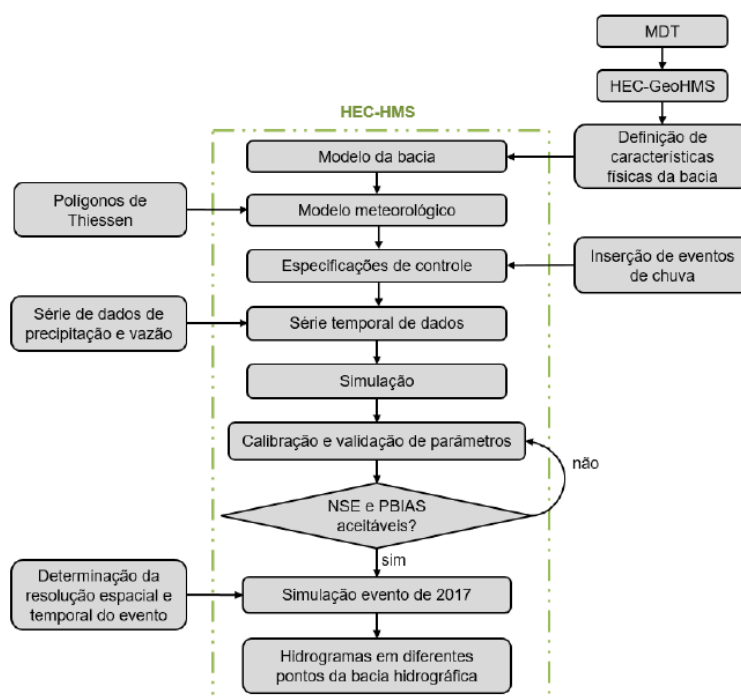 MDT
HEC-GeoHMS
HEC-HMS
Definição de
características
físicas da bacia
Modelo da bacia
Polígonos de
Thiessen
Modelo meteorológico
Especificações de controle
Inserção de eventos
de chuva
Série de dados de
precipitação e vazão
Série temporal de dados
Simulação
Calibração e validação de parâmetros
não
NSE e PBIAS
aceitáveis?
sim
Determinação da
resolução espacial e
temporal do evento
Simulação evento de 2017
Hidrogramas em diferentes
pontos da bacia hidrográfica